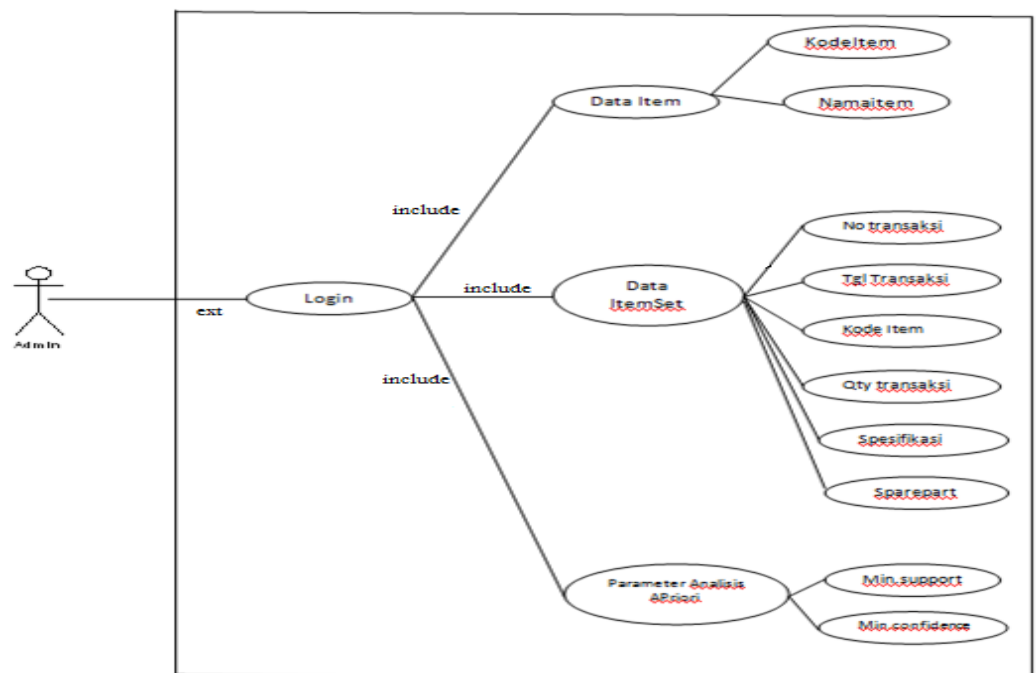 KodeItem
Data Item
Namaitem
include
No transaksi
Tgl Transaksi
Data
ItemSet
include
Login
ext
Admin
Kode Item
include
Qty transaksi
Spesifikasi
Sparepart
Parameter Analisis
APriori
Min.support
Min.confidence